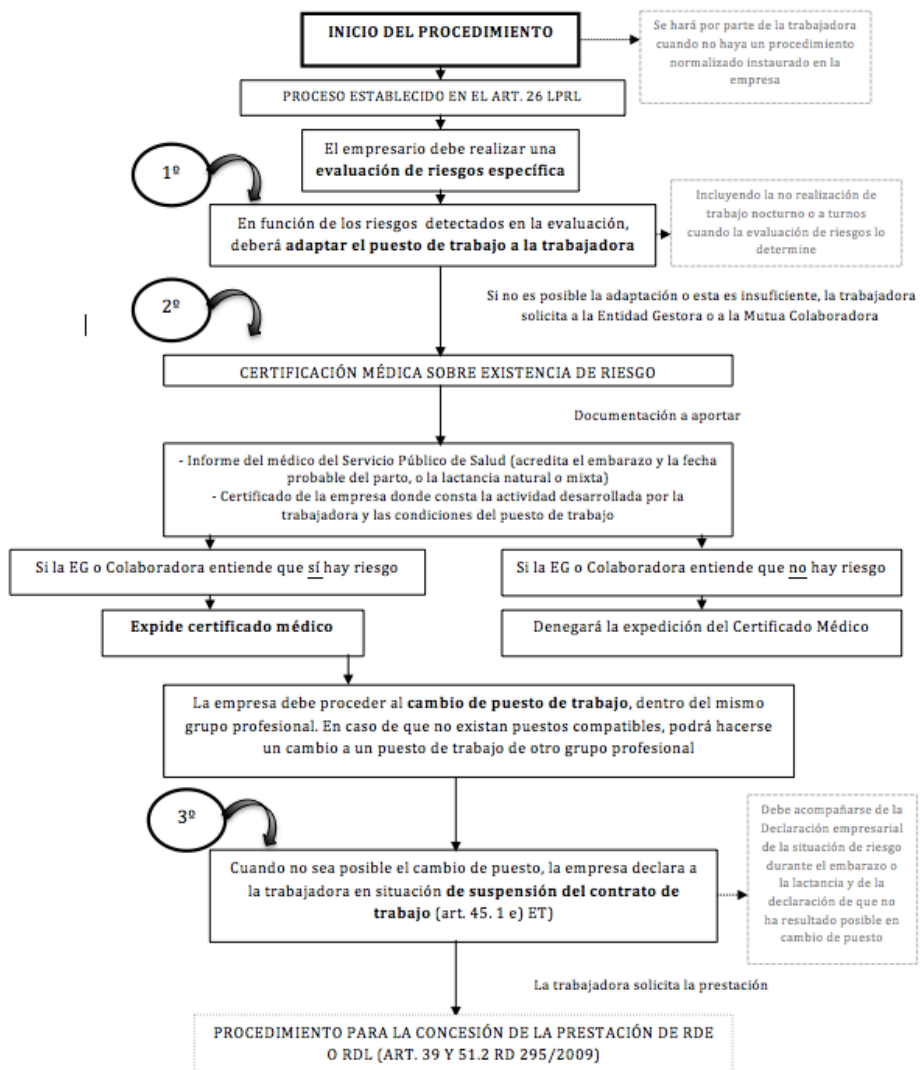 INICIO DEL PROCEDIMIENTO
Se hará por parte de la trabajadora
cuando no haya un procedimiento
normalizado instaurado en la
empresa
PROCESO ESTABLECIDO EN EL ART. 26 LPRL
El empresario debe realizar una
evaluación de riesgos específica
1º
En función de los riesgos detectados en la evaluación,
deberá adaptar el puesto de trabajo a la trabajadora
Incluyendo la no realización de
trabajo nocturno o a turnos
cuando la evaluación de riesgos lo
determine
2º
Si no es posible la adaptación o esta es insuficiente, la trabajadora
solicita a la Entidad Gestora o a la Mutua Colaboradora
CERTIFICACIÓN MÉDICA SOBRE EXISTENCIA DE RIESGO
Documentación a aportar
- Informe del médico del Servicio Público de Salud (acredita el embarazo y la fecha
probable del parto, o la lactancia natural o mixta)
- Certificado de la empresa donde consta la actividad desarrollada por la
trabajadora y las condiciones del puesto de trabajo
Si la EG o Colaboradora entiende que sí hay riesgo
Si la EG o Colaboradora entiende que no hay riesgo
Expide certificado médico
Denegará la expedición del Certificado Médico
La empresa debe proceder al cambio de puesto de trabajo, dentro del mismo
grupo profesional. En caso de que no existan puestos compatibles, podrá hacerse
un cambio a un puesto de trabajo de otro grupo profesional
3º
Cuando no sea posible el cambio de puesto, la empresa declara a
la trabajadora en situación de suspensión del contrato de
trabajo (art. 45. 1 e) ET)
Debe acompañarse de la
Declaración empresarial
de la situación de riesgo
durante el embarazo o
la lactancia y de la
declaración de que no
ha resultado posible en
cambio de puesto
La trabajadora solicita la prestación
PROCEDIMIENTO PARA LA CONCESIÓN DE LA PRESTACIÓN DE RDE
O RDL (ART. 39 Y 51.2 RD 295/2009)